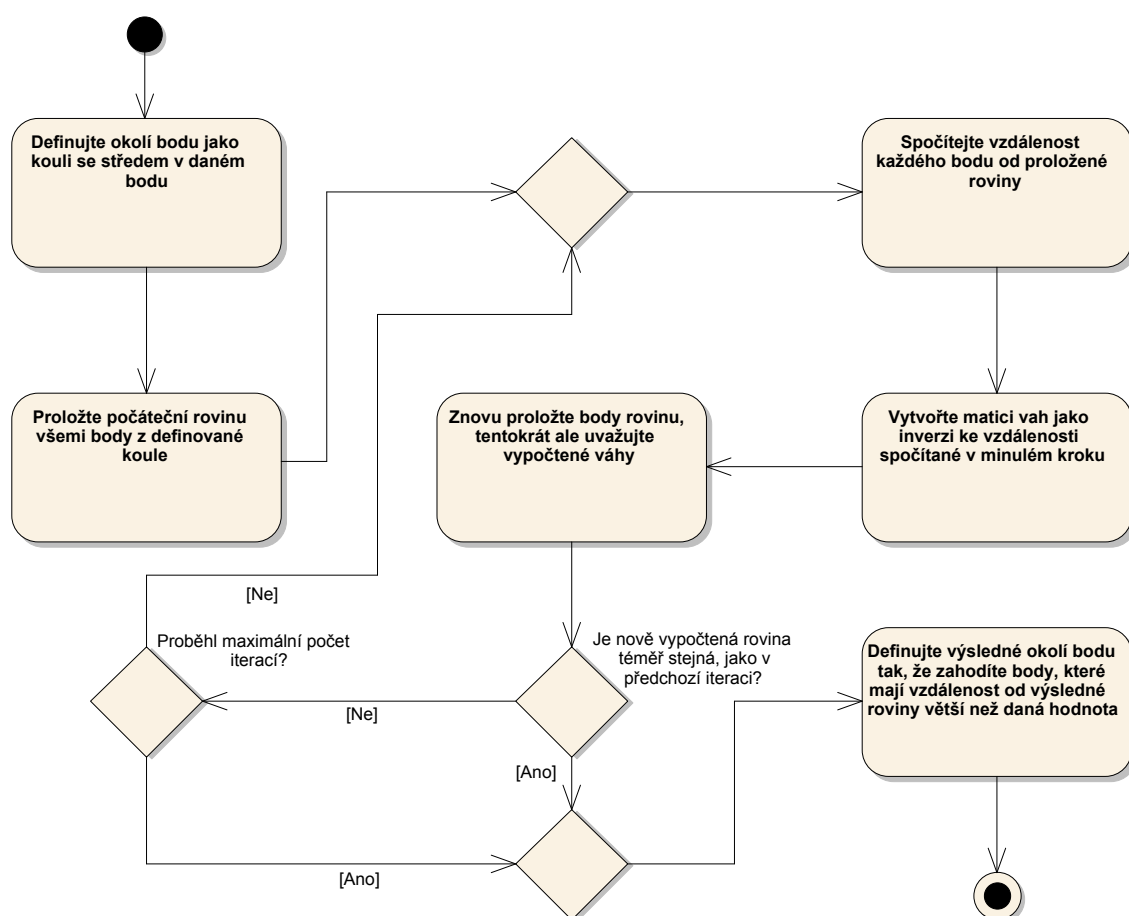 Definujte okolí bodu jako
kouli se středem v daném
bodu
Spočítejte vzdálenost
každého bodu od proložené
roviny
Proložte počáteční rovinu
všemi body z definované
koule
Znovu proložte body rovinu,
tentokrát ale uvažujte
vypočtené váhy
Vytvořte matici vah jako
inverzi ke vzdálenosti
spočítané v minulém kroku
[Ne]
Proběhl maximální počet
iterací?
Je nově vypočtená rovina
téměř stejná, jako v
předchozí iteraci?
Definujte výsledné okolí bodu
tak, že zahodíte body, které
mají vzdálenost od výsledné
roviny větší než daná hodnota
[Ne]
[Ano]
[Ano]